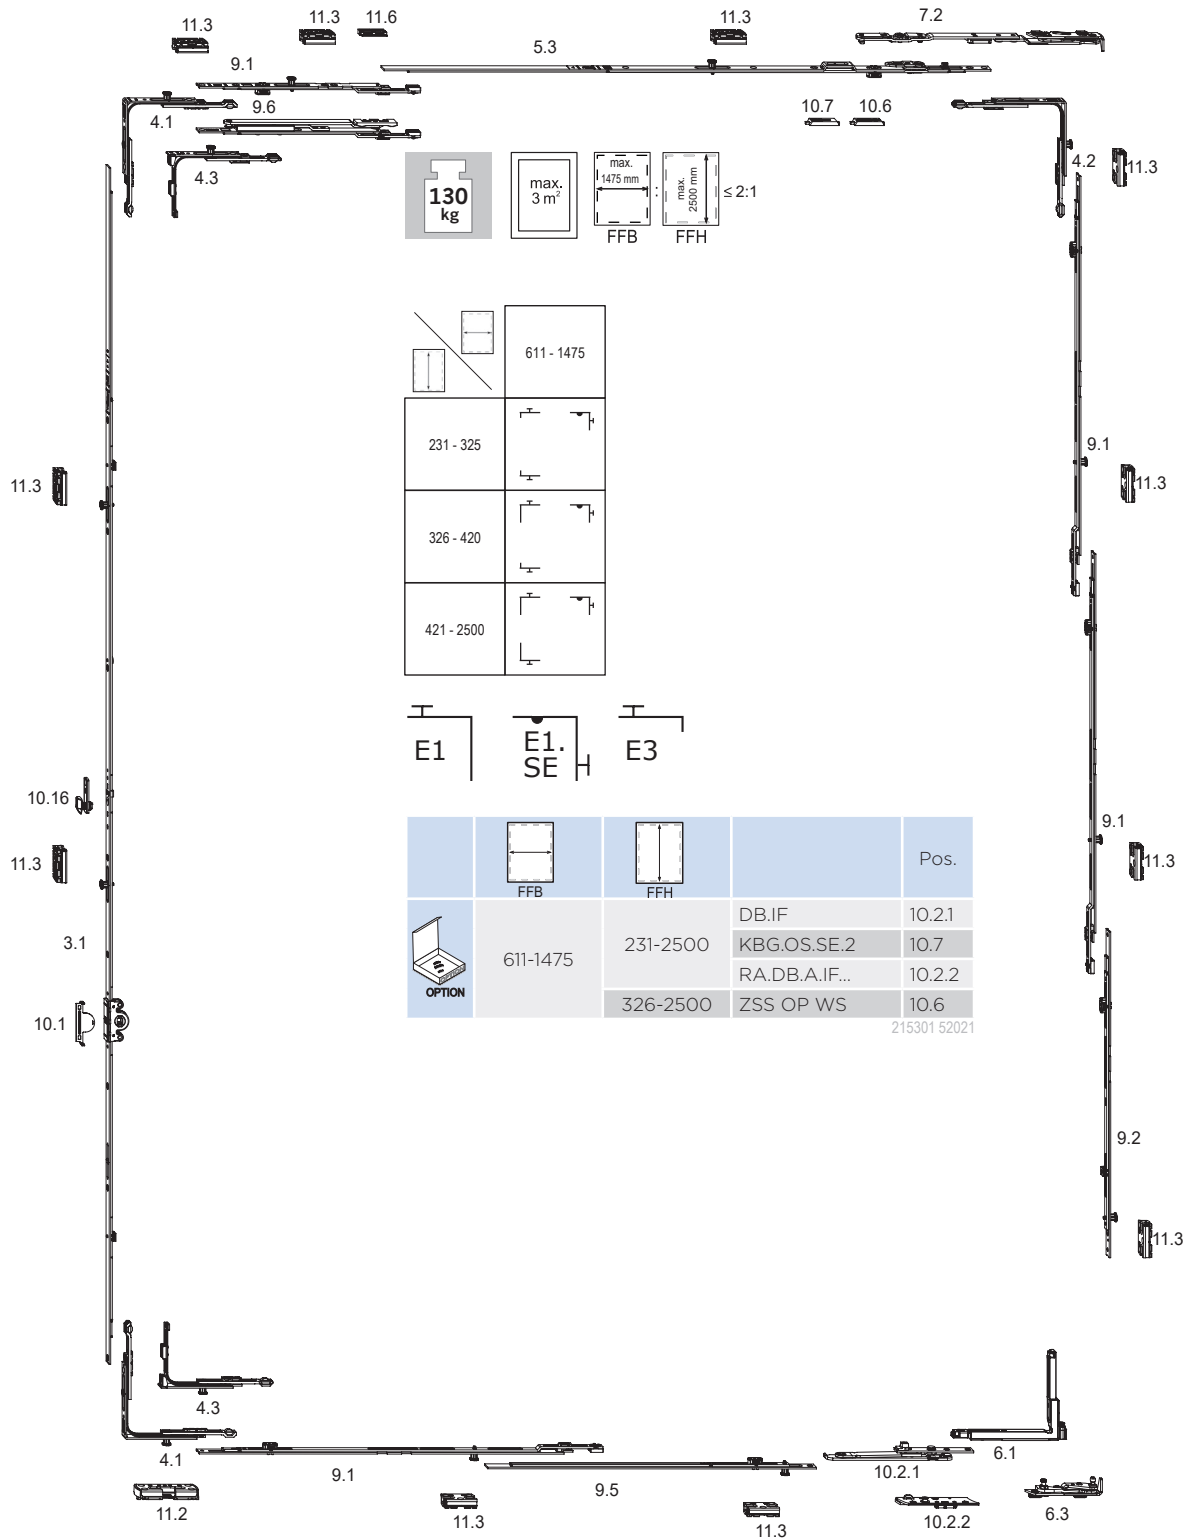 11.3
11.3
11.6
11.3
7.2
5.3
9.1
4.1
9.6
10.7
10.6
4.3
4.2
11.3
130
kg
max.
3 m²
max.
1475 mm
FFB
:
max.
2500 mm
FFH
≤ 2:1
611 - 1475
231 - 325
326 - 420
421 - 2500
11.3
9.1
11.3
E1
E1.
SE
E3
10.16
11.3
9.1
11.3
3.1
10.1
FFB
FFH
Pos.
OPTION
611-1475
231-2500
DB.IF
10.2.1
KBG.OS.SE.2
10.7
RA.DB.A.IF...
10.2.2
326-2500
ZSS OP WS
10.6
215301 52021
9.2
11.3
4.3
4.1
9.1
9.5
10.2.1
6.1
11.2
11.3
11.3
10.2.2
6.3